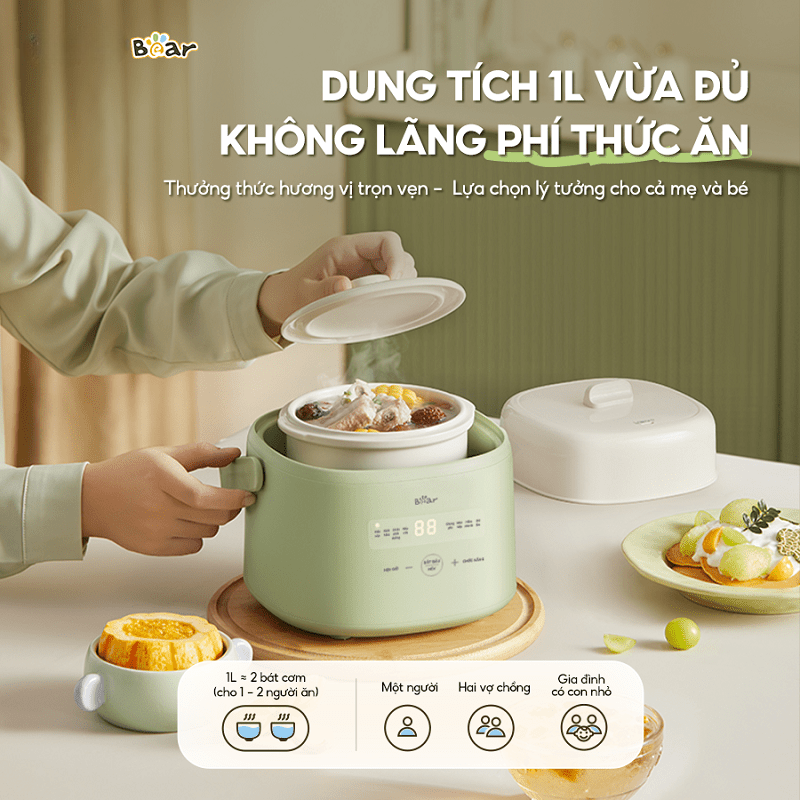 Bear
DUNG TÍCH 1L VỪA ĐỦ
KHÔNG LÃNG PHÍ THỨC ĂN
Thưởng thức hương vị trọn vẹn - Lựa chọn lý tưởng cho cả mẹ và bé
Bear
88
1L ≈ 2 bát cơm
(cho 1 - 2 người ăn)
Một người
Hai vợ chồng
Gia đình
có con nhỏ